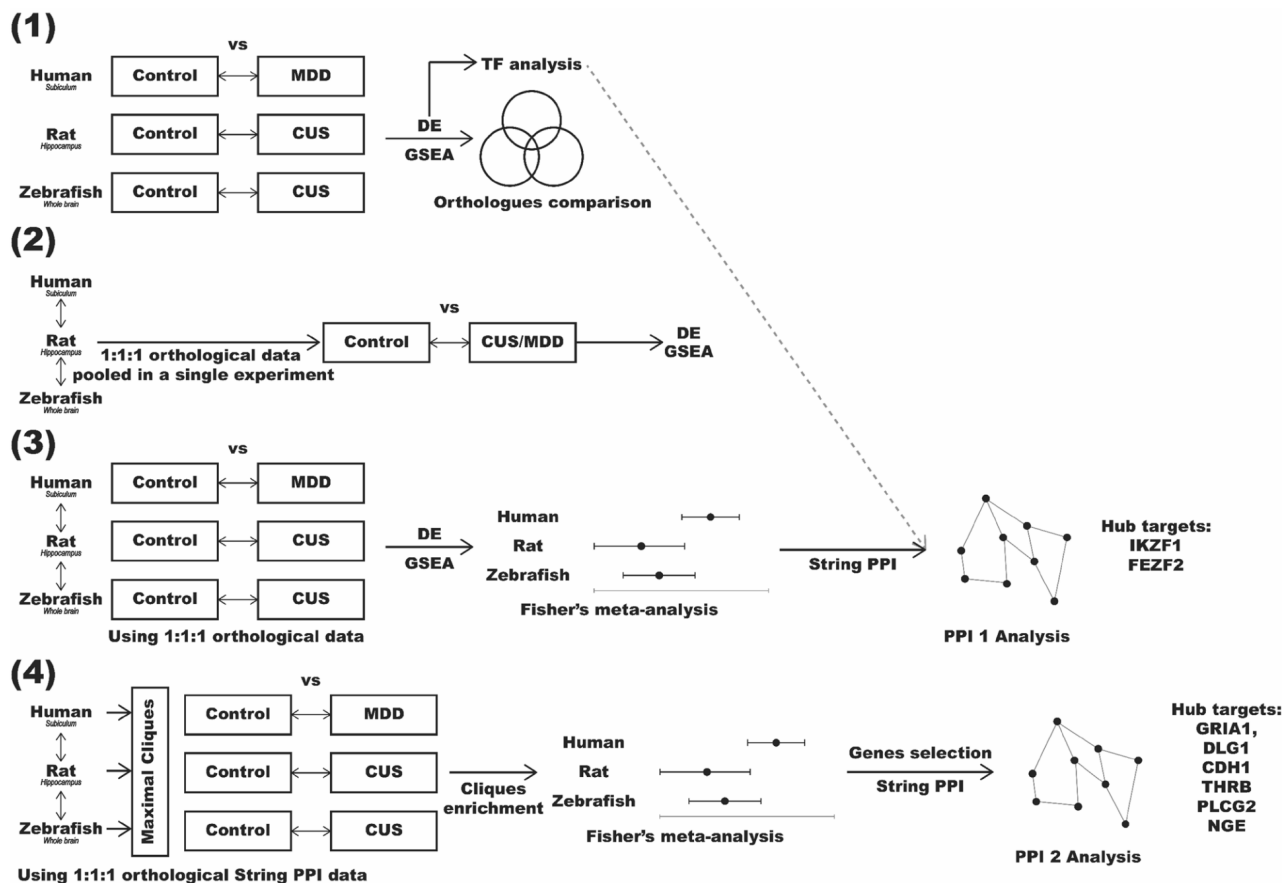 (1)
vs
Human
Subiculum
Control
MDD
Rat
Hippocampus
Control
CUS
Zebrafish
Whole brain
Control
CUS
DE
GSEA
TF analysis
Orthologues comparison
(2)
Human
Subiculum
Rat
Hippocampus
Zebrafish
Whole brain
1:1:1 orthological data
pooled in a single experiment
vs
Control
CUS/MDD
DE
GSEA
(3)
vs
Human
Subiculum
Control
MDD
Rat
Hippocampus
Control
CUS
Zebrafish
Whole brain
Control
CUS
Using 1:1:1 orthological data
DE
GSEA
Human
Rat
Zebrafish
Fisher's meta-analysis
String PPI
PPI 1 Analysis
Hub targets:
IKZF1
FEZF2
(4)
vs
Human
Subiculum
Rat
Hippocampus
Zebrafish
Whole brain
Maximal Cliques
Control
MDD
Control
CUS
Control
CUS
Using 1:1:1 orthological String PPI data
Cliques
enrichment
Human
Rat
Zebrafish
Fisher's meta-analysis
Genes selection
String PPI
PPI 2 Analysis
Hub targets:
GRIA1,
DLG1
CDH1
THRB
PLCG2
NGE